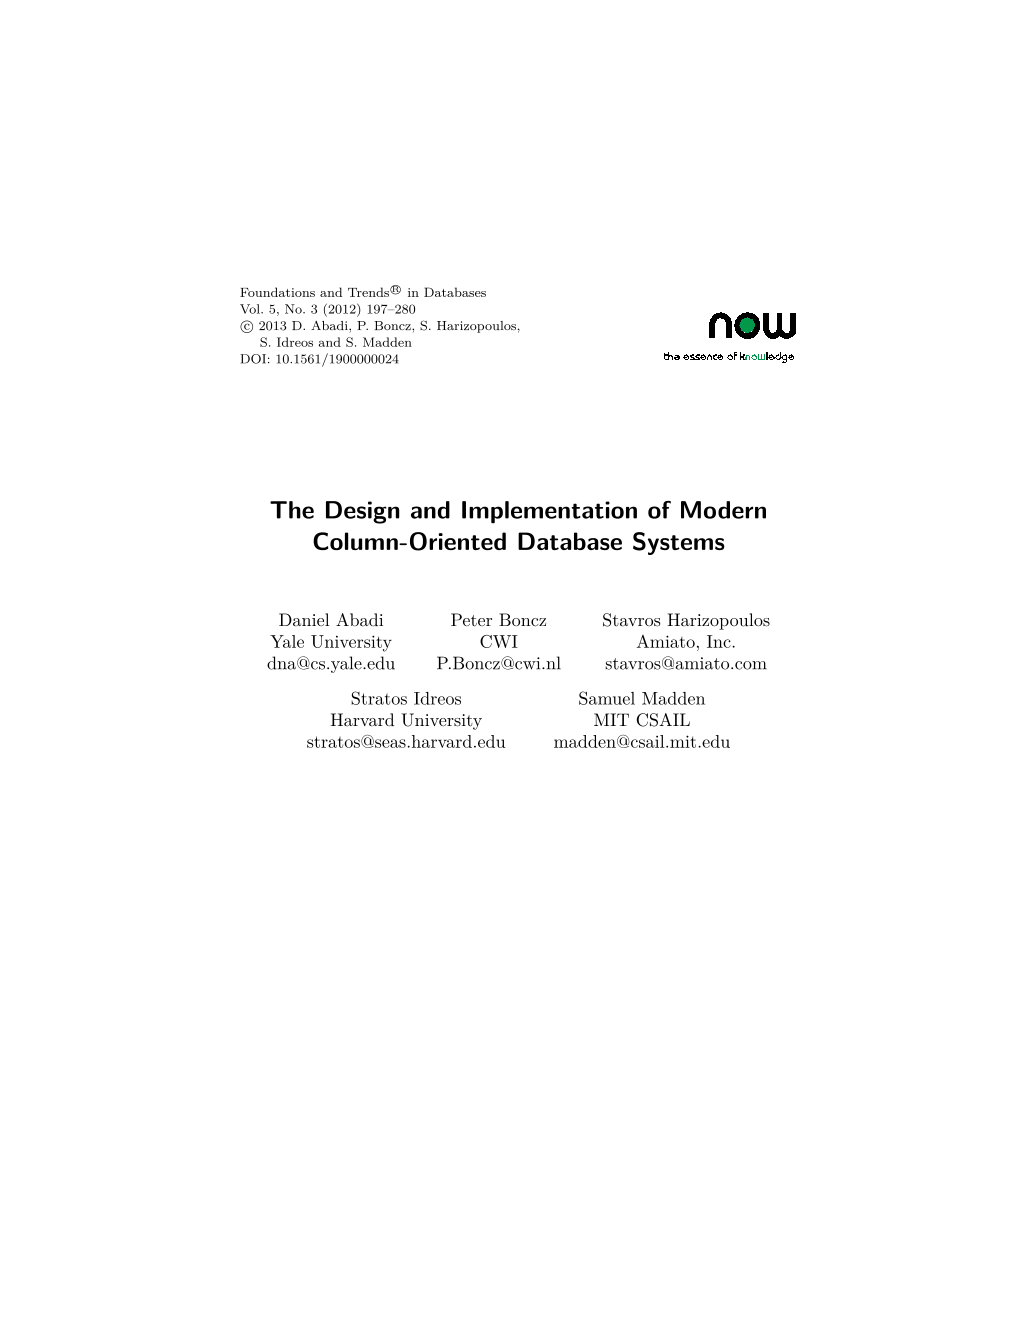 Foundations and Trends® in Databases
Vol. 5, No. 3 (2012) 197–280
© 2013 D. Abadi, P. Boncz, S. Harizopoulos,
S. Idreos and S. Madden
DOI: 10.1561/1900000024
now
the essence of knowledge
The Design and Implementation of Modern
Column-Oriented Database Systems
Daniel Abadi Peter Boncz Stavros Harizopoulos
Yale University CWI Amiato, Inc.
dna@cs.yale.edu P.Boncz@cwi.nl stavros@amiato.com
Stratos Idreos Samuel Madden
Harvard University MIT CSAIL
stratos@seas.harvard.edu madden@csail.mit.edu